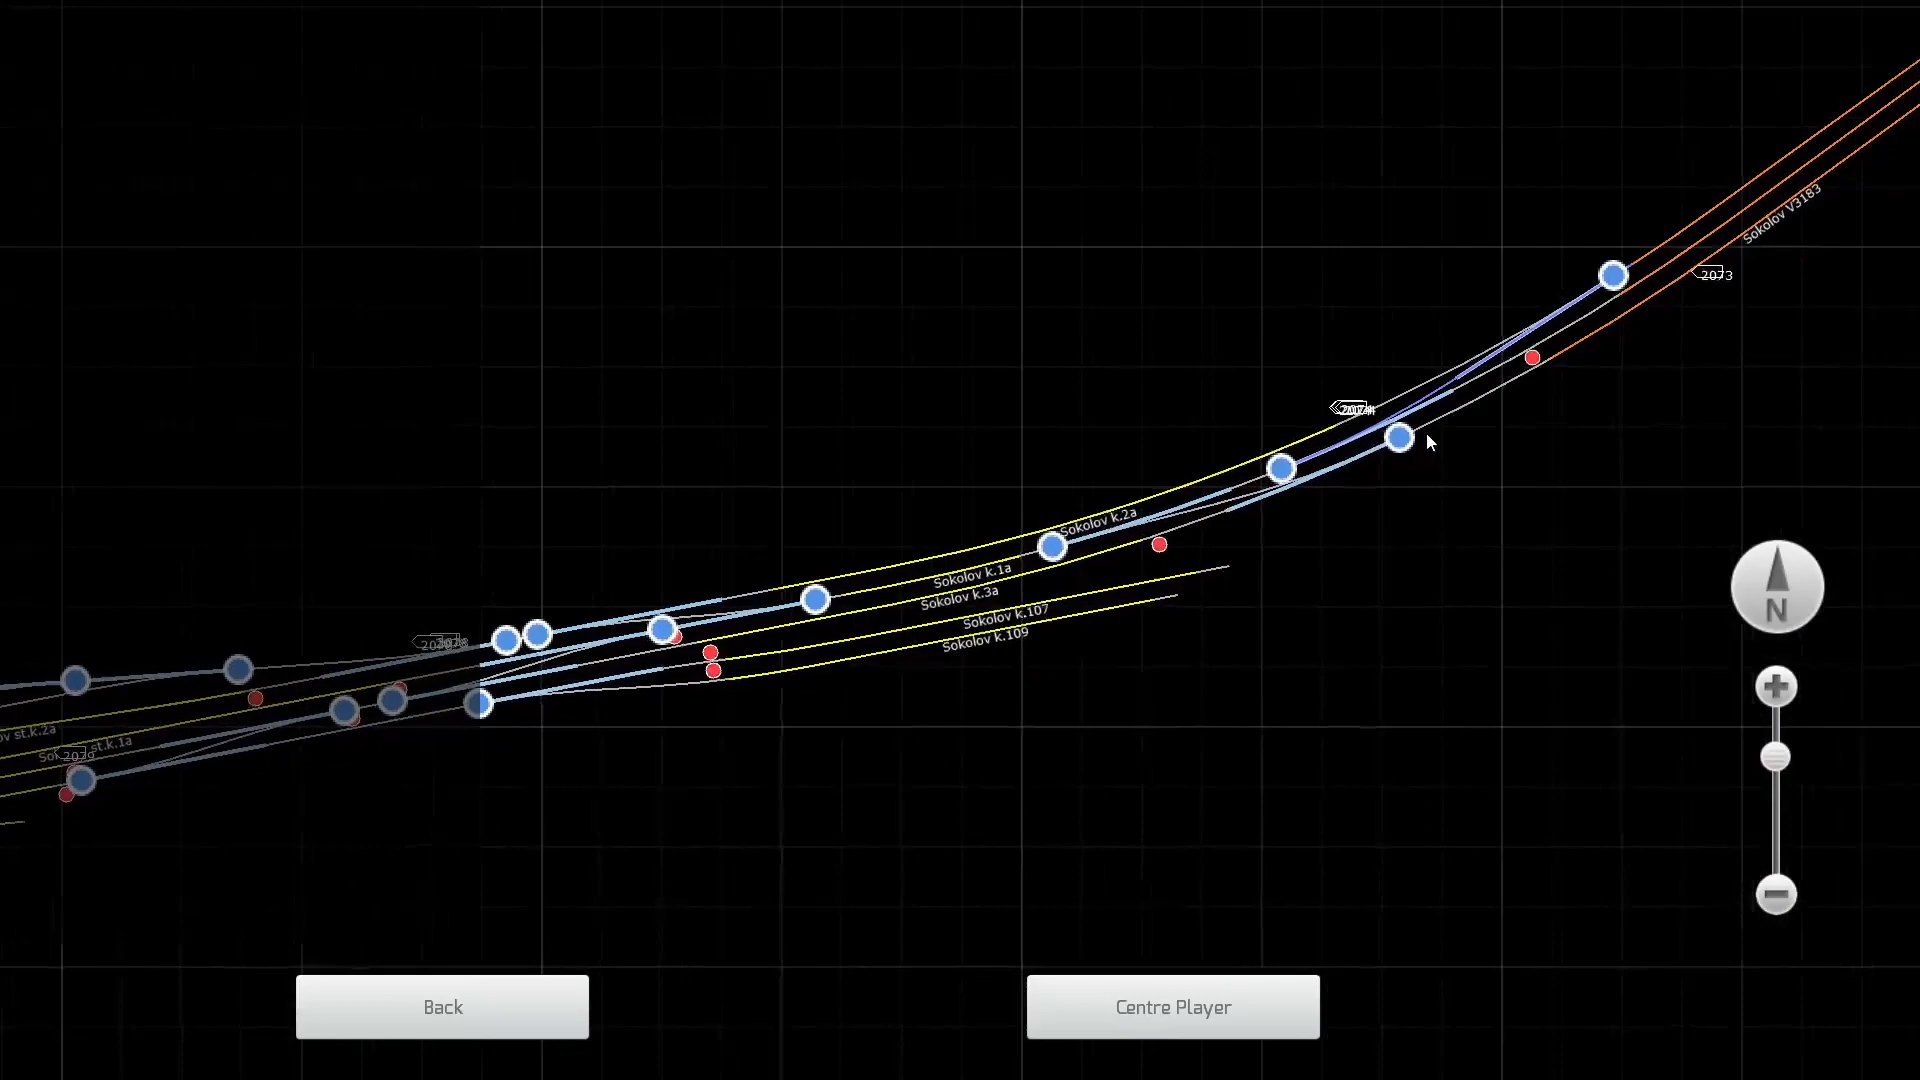 Sokolov V3183
2073
Sokolov k.2a
Sokolov k.1a
Sokolov k.3a
Sokolov k.107
Sokolov k.109
st.k.2a
st.k.1a
2079
N
Back
Centre Player